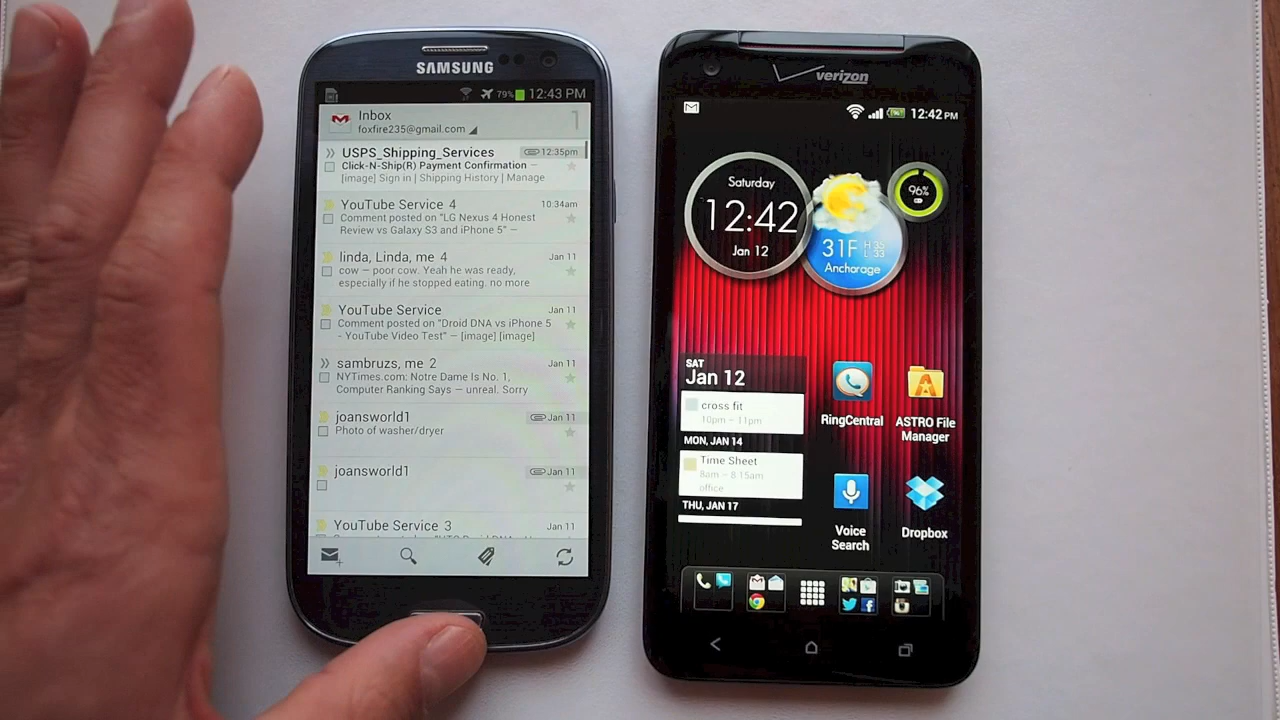 SAMSUNG
79% 12:43 PM
Inbox
foxfire235@gmail.com
1
USPS_Shipping_Services 12:35pm
Click-N-Ship(R) Payment Confirmation —
[image] Sign in | Shipping History | Manage
YouTube Service 4 10:34am
Comment posted on "LG Nexus 4 Honest
Review vs Galaxy S3 and iPhone 5" —
linda, Linda, me 4 Jan 11
cow — poor cow. Yeah he was ready,
especially if he stopped eating. no more
YouTube Service Jan 11
Comment posted on "Droid DNA vs iPhone 5
- YouTube Video Test" — [image] [image]
sambruzs, me 2 Jan 11
NYTimes.com: Notre Dame Is No. 1,
Computer Ranking Says — unreal. Sorry
joansworld1 Jan 11
Photo of washer/dryer
joansworld1 Jan 11
YouTube Service 3 Jan 11
verizon
12:42 PM
Saturday
12:42
Jan 12
96%
31F H 35
L 33
Anchorage
SAT
Jan 12
cross fit
10pm – 11pm
MON, JAN 14
Time Sheet
8am – 8:15am
office
THU, JAN 17
RingCentral
ASTRO File
Manager
Voice
Search
Dropbox